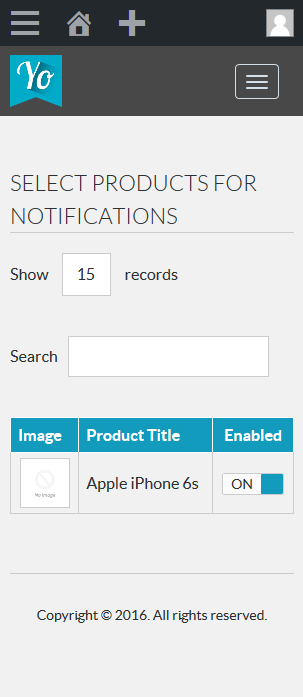 Yo
SELECT PRODUCTS FOR
NOTIFICATIONS
Show 15 records
Search
Image Product Title Enabled
No Image Apple iPhone 6s ON
Copyright © 2016. All rights reserved.